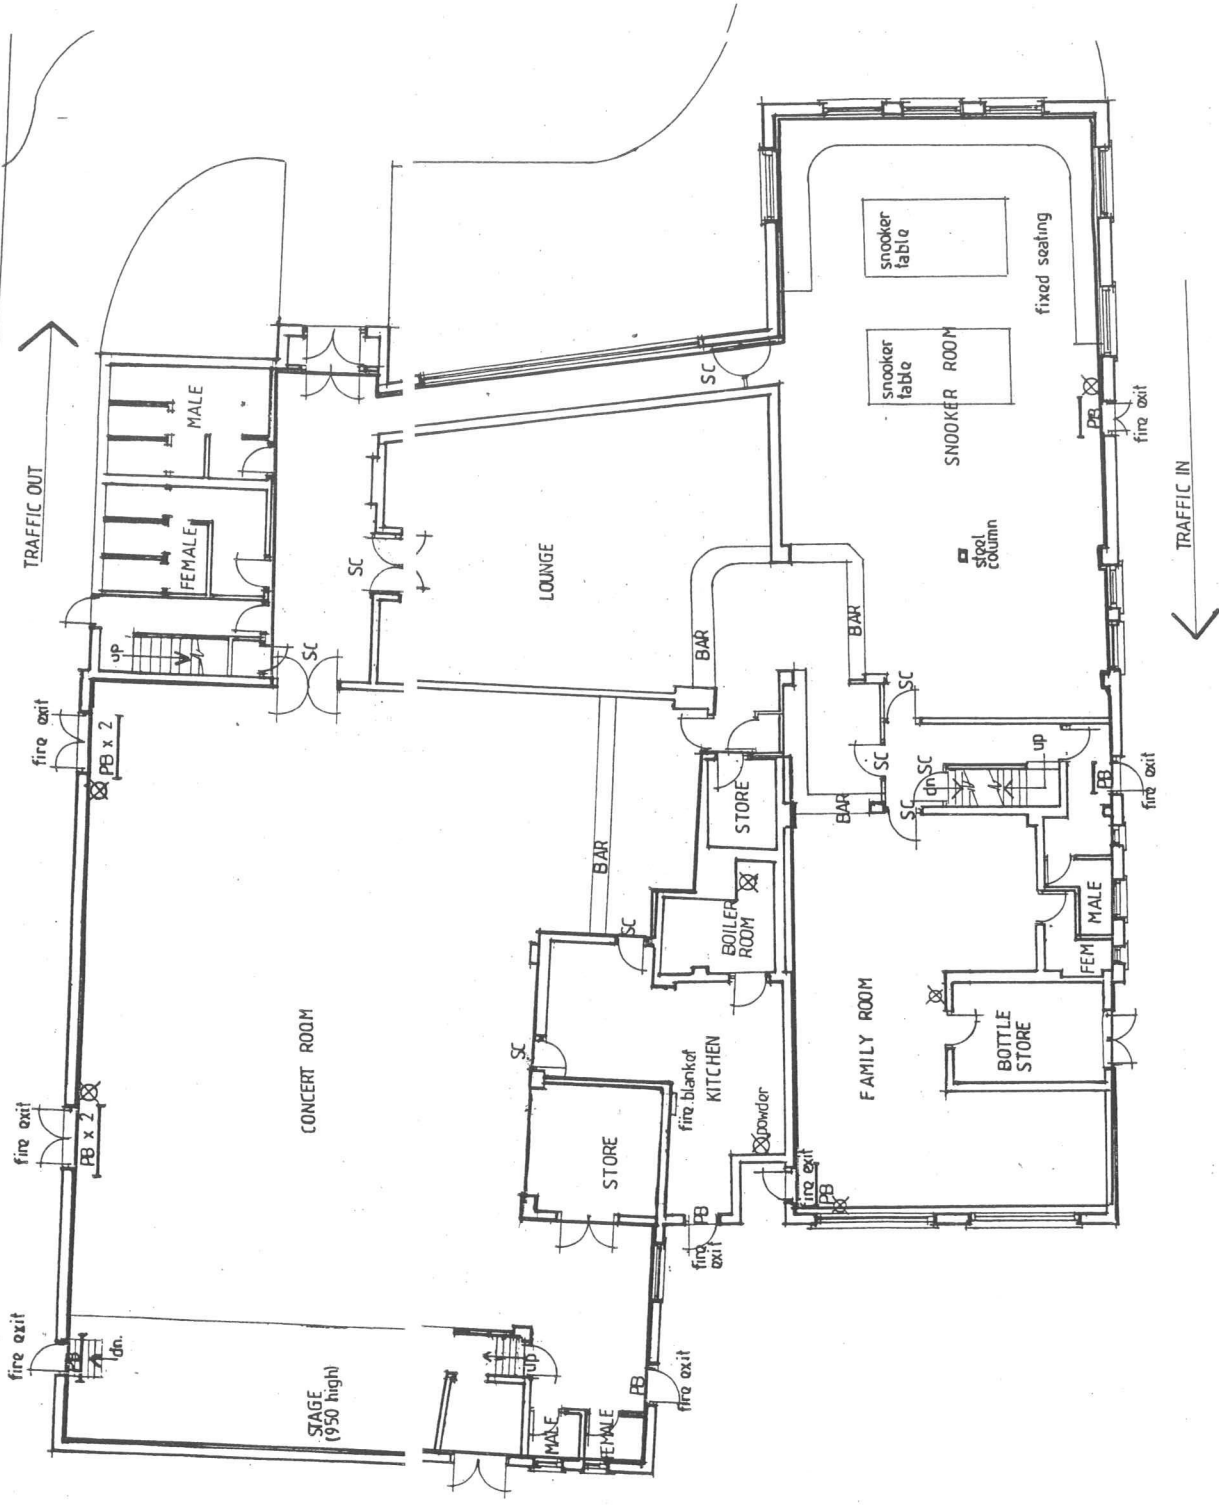 TRAFFIC OUT
MALE
FEMALE
up
SC
SC
SC
LOUNGE
snooker
table
snooker
table
SNOOKER ROOM
fixed seating
PB
fire exit
TRAFFIC IN
steel
column
fire exit
PB x 2
BAR
BAR
SC
SC
SC
dn
up
SC
BAR
PB
fire exit
STORE
BAR
BOILER
ROOM
SC
MALE
FEM
CONCERT ROOM
SC
fire blanket
KITCHEN
powder
FAMILY ROOM
BOTTLE
STORE
fire exit
PB x 2
STORE
fire exit
PB
PB
fire exit
fire exit
PB
dn.
STAGE
(950 high)
up
MALE
FEMALE
PB
fire exit